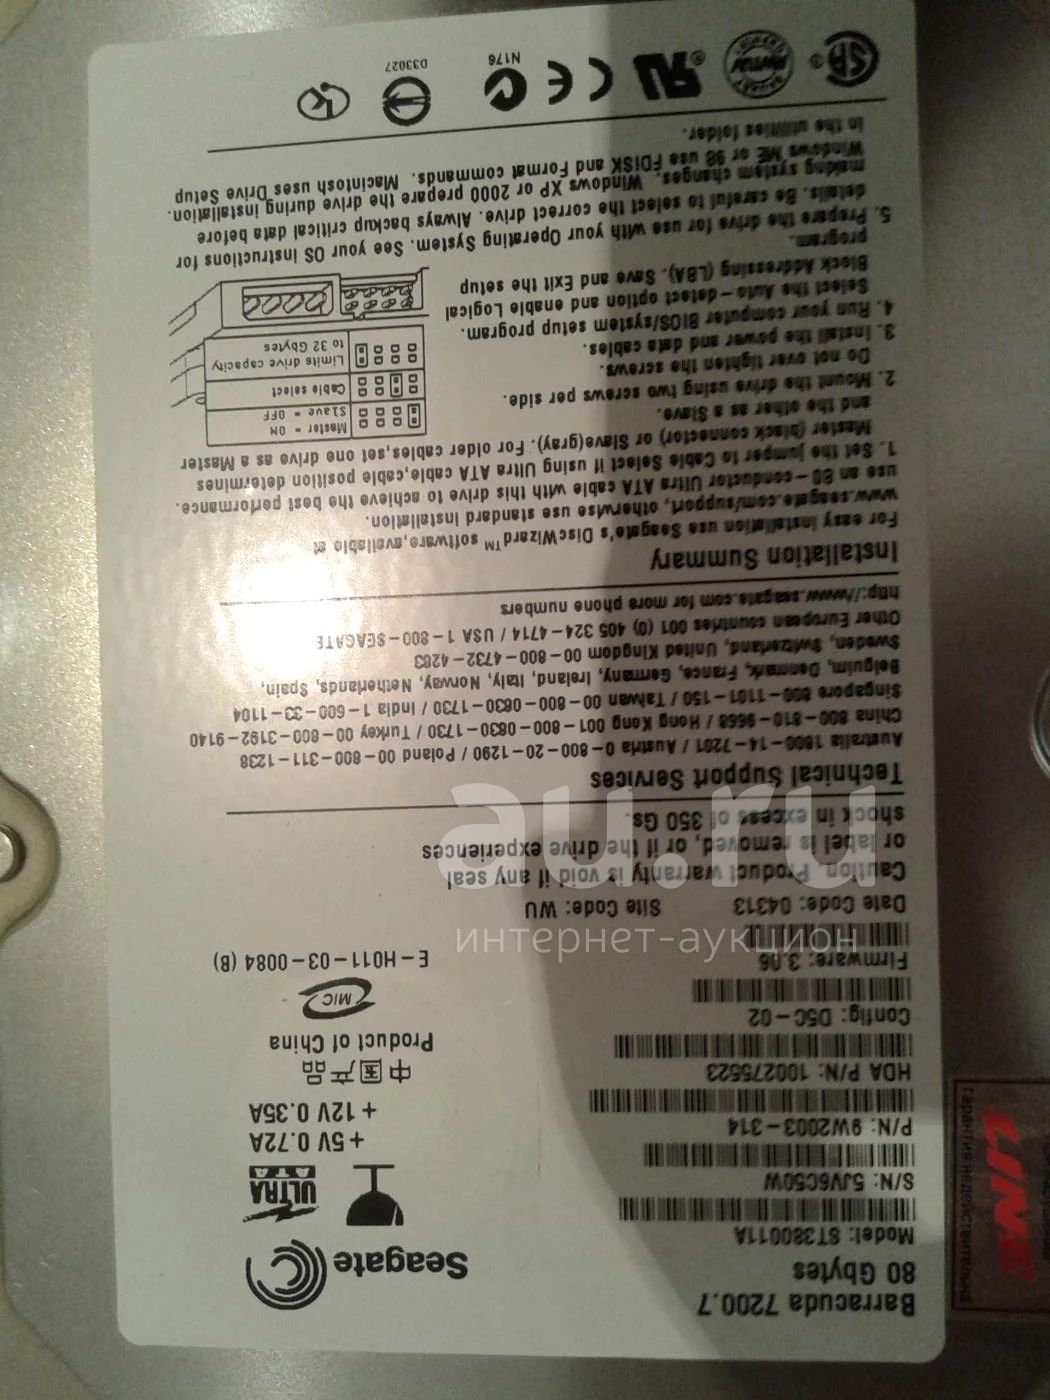 Barracuda 7200.7
80 Gbytes
Seagate
Model: ST380011A
ULTRA
ATA
S/N: 5JV6C50W
+5V 0.72A
P/N: 9W2003-314
+12V 0.35A
中国产品
HDA P/N: 100275523
Product of China
Config: D5C-02
MIC
Firmware: 3.06
E-H011-03-0084 (B)
Date Code: 04313 Site Code: WU
Caution: Product warranty is void if any seal
or label is removed, or if the drive experiences
shock in excess of 350 Gs.
Technical Support Services
Australia 1800-14-7201 / Austria 0-800-20-1290 / Poland 00-800-311-1238
China 800-810-9668 / Hong Kong 001-800-0830-1730 / Turkey 00-800-3192-9140
Singapore 800-1101-150 / Taiwan 00-800-0830-1730 / India 1-600-33-1104
Belguim, Denmark, France, Germany, Ireland, Italy, Norway, Netherlands, Spain,
Sweden, Switzerland, United Kingdom 00-800-4732-4283
Other European countries 001 (0) 405 324-4714 / USA 1-800-SEAGATE
http://www.seagate.com for more phone numbers
Installation Summary
For easy installation use Seagate's DiscWizard™ software, available at
www.seagate.com/support, otherwise use standard installation.
use an 80-conductor Ultra ATA cable with this drive to achieve the best performance.
1. Set the jumper to Cable Select if using Ultra ATA cable, cable position determines
Master (black connector) or Slave(gray). For older cables, set one drive as a Master
and the other as a Slave.
2. Mount the drive using two screws per side.
Do not over tighten the screws.
3. Install the power and data cables.
4. Run your computer BIOS/system setup program.
Select the Auto-detect option and enable Logical
Block Addressing (LBA). Save and Exit the setup
program.
Master = ON
Slave = OFF
Cable select
Limits drive capacity
to 32 Gbytes
5. Prepare the drive for use with your Operating System. See your OS instructions for
details. Be careful to select the correct drive. Always backup critical data before
making system changes. Windows XP or 2000 prepare the drive during installation.
Windows ME or 98 use FDISK and Format commands. Macintosh uses Drive Setup
in the utilities folder.
N176
D33027
au.ru
интернет-аукцион
LINE
Гарантия недействительна